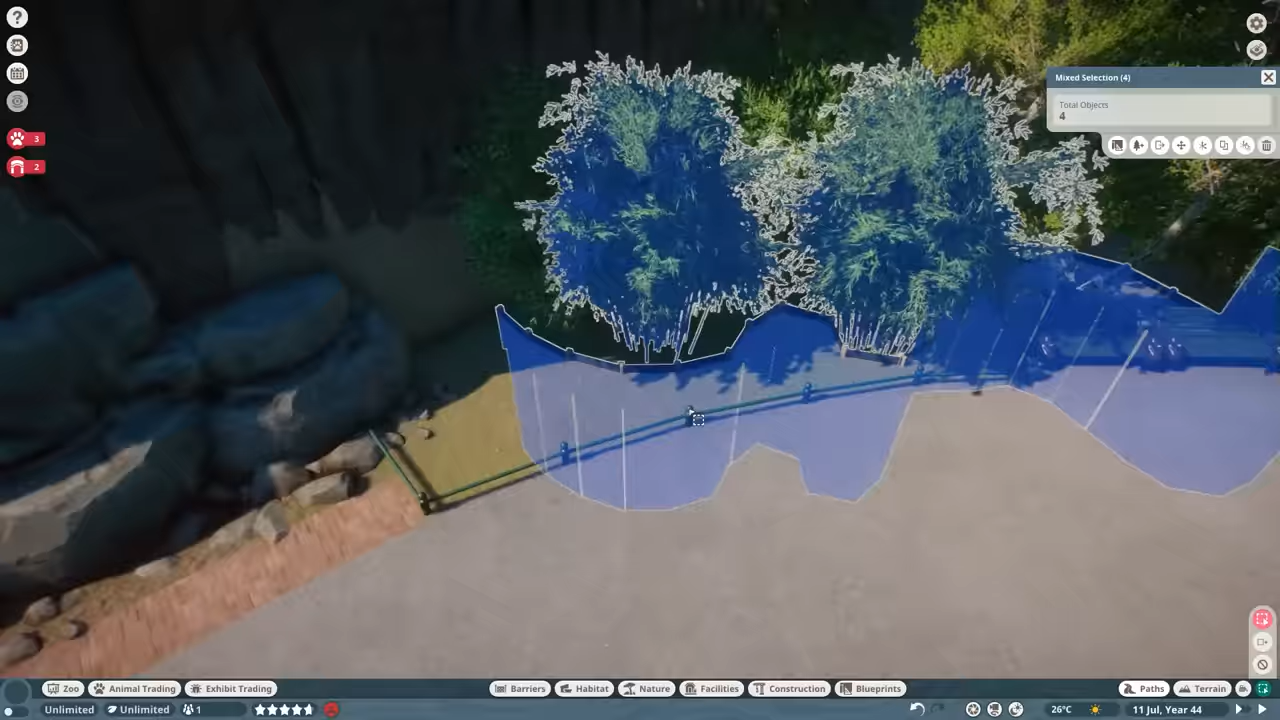 ?
Mixed Selection (4)
Total Objects
4
3
2
Zoo
Animal Trading
Exhibit Trading
Barriers
Habitat
Nature
Facilities
Construction
Blueprints
Paths
Terrain
Unlimited
Unlimited
1
26°C
11 Jul, Year 44